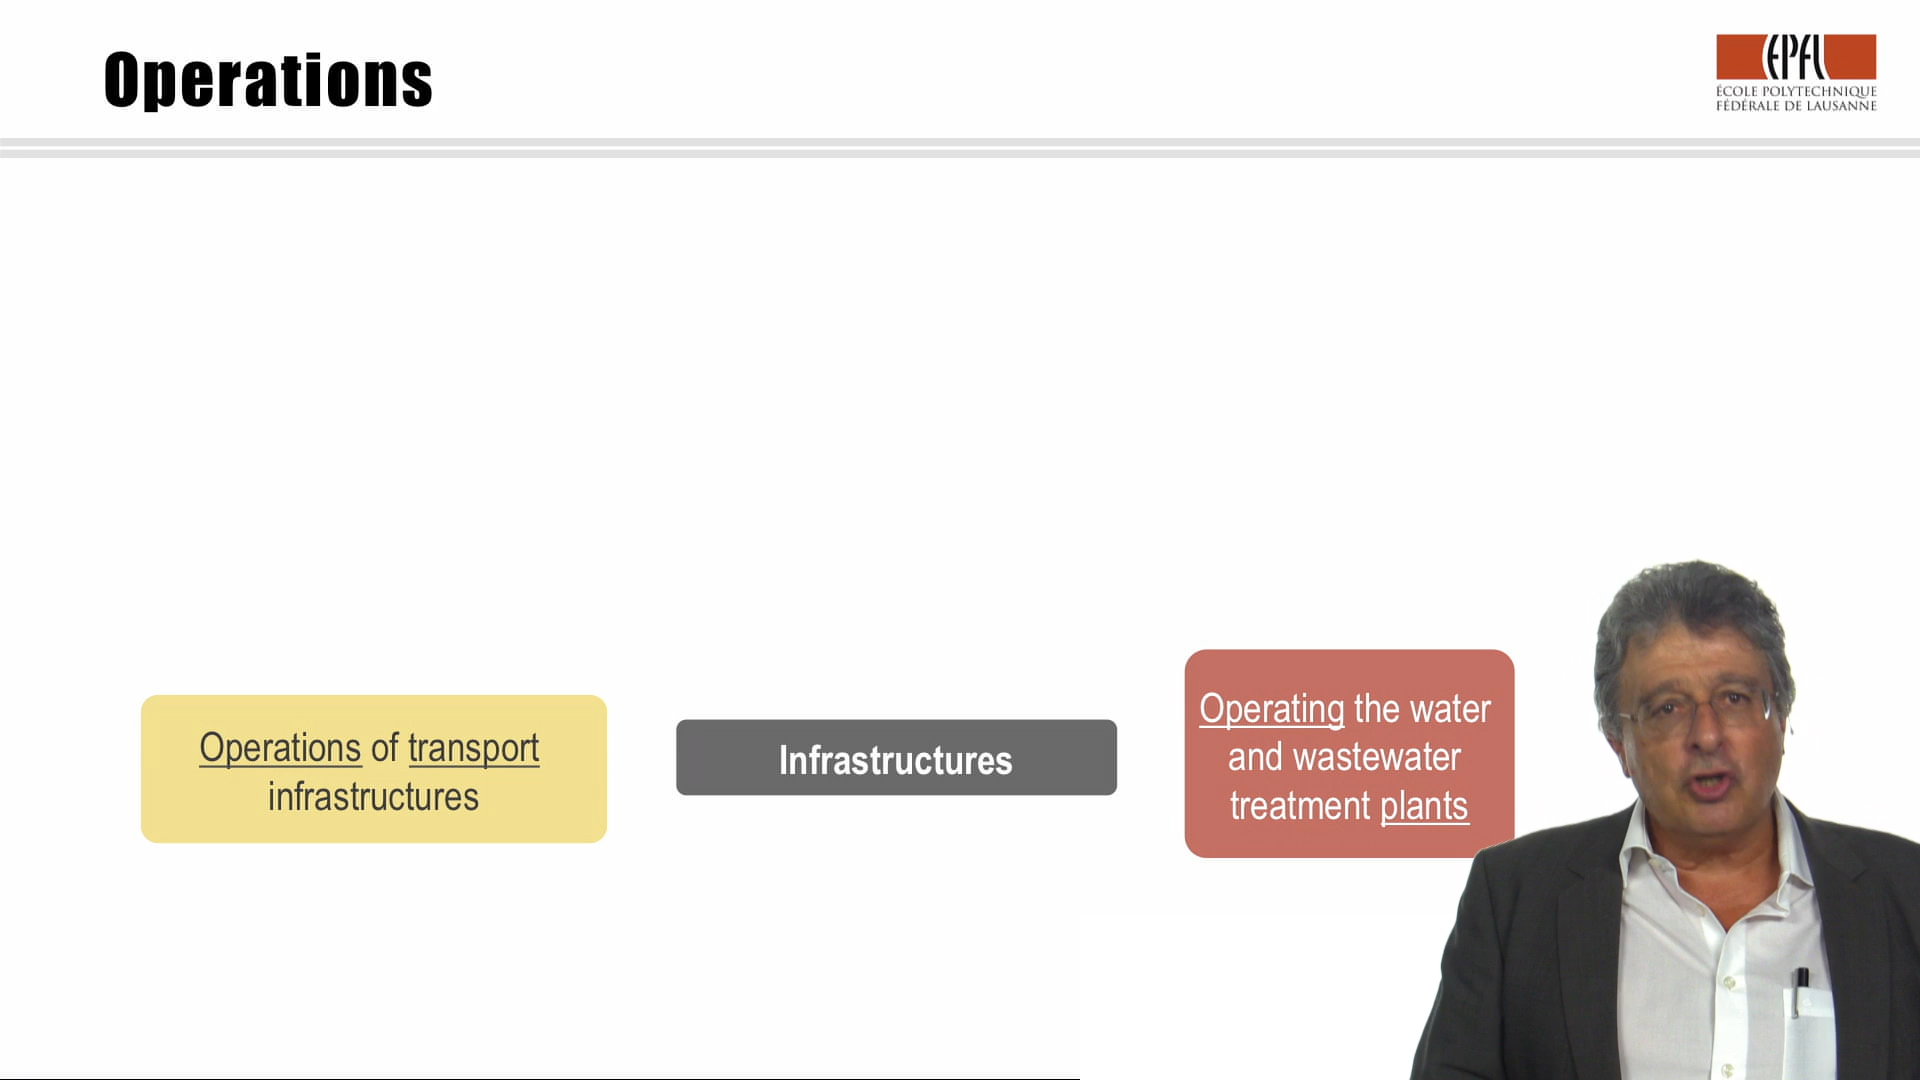 Operations
EPFL
ÉCOLE POLYTECHNIQUE
FÉDÉRALE DE LAUSANNE
Operations of transport
infrastructures
Infrastructures
Operating the water
and wastewater
treatment plants